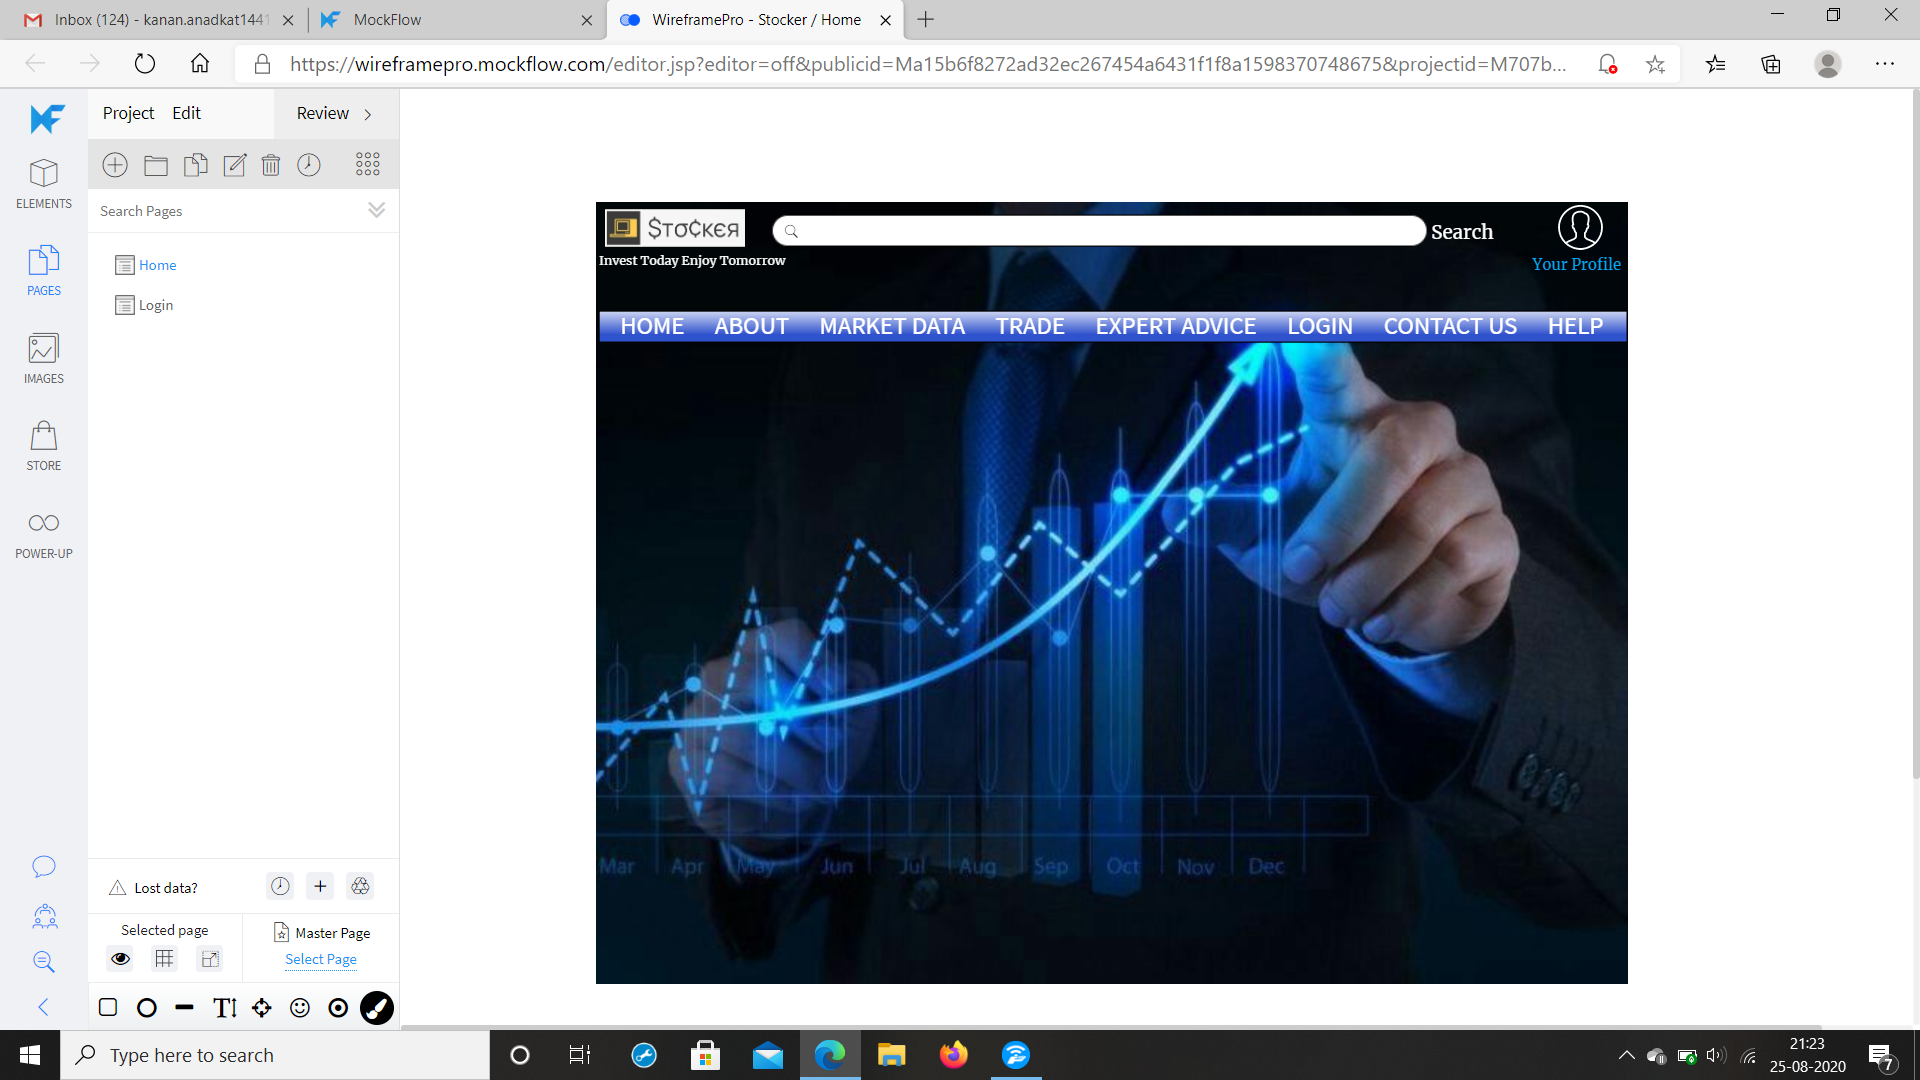 Inbox (124) - kanan.anadkat1441
MockFlow
WireframePro - Stocker / Home
https://wireframepro.mockflow.com/editor.jsp?editor=off&publicid=Ma15b6f8272ad32ec267454a6431f1f8a1598370748675&projectid=M707b...
Project Edit Review
ELEMENTS
Search Pages
PAGES
Home
Login
IMAGES
STORE
POWER-UP
$TO¢KЄЯ
Search
Invest Today Enjoy Tomorrow
Your Profile
HOME ABOUT MARKET DATA TRADE EXPERT ADVICE LOGIN CONTACT US HELP
Mar Apr May Jun Jul Aug Sep Oct Nov Dec
Lost data?
Selected page
Master Page
Select Page
Type here to search
21:23
25-08-2020
7